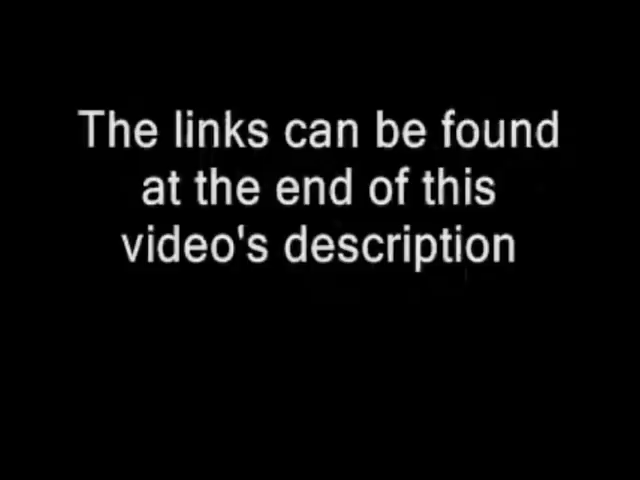 The links can be found
at the end of this
video's description